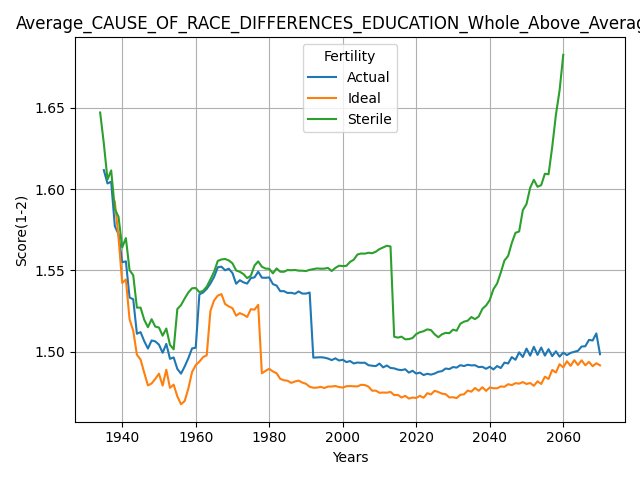 Average_CAUSE_OF_RACE_DIFFERENCES_EDUCATION_Whole_Above_Averag
Fertility
Actual
Ideal
Sterile
1.65
1.60
1.55
1.50
Score(1-2)
1940
1960
1980
2000
2020
2040
2060
Years